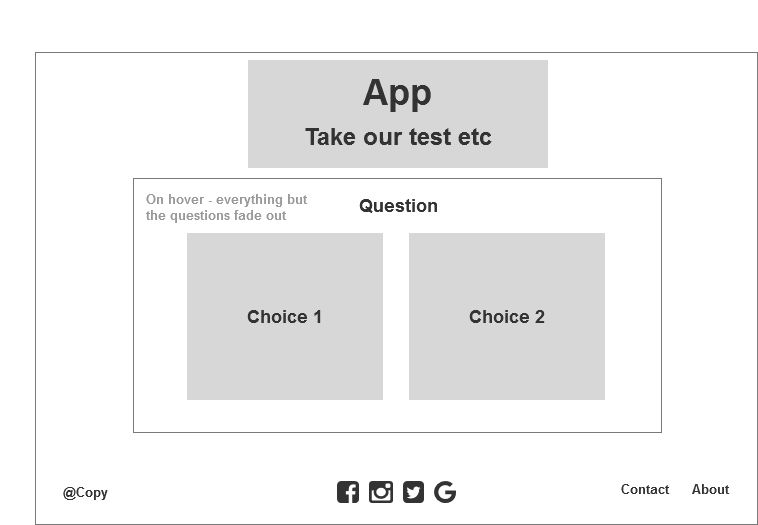 App
Take our test etc
On hover - everything but
the questions fade out
Question
Choice 1
Choice 2
@Copy
Contact
About